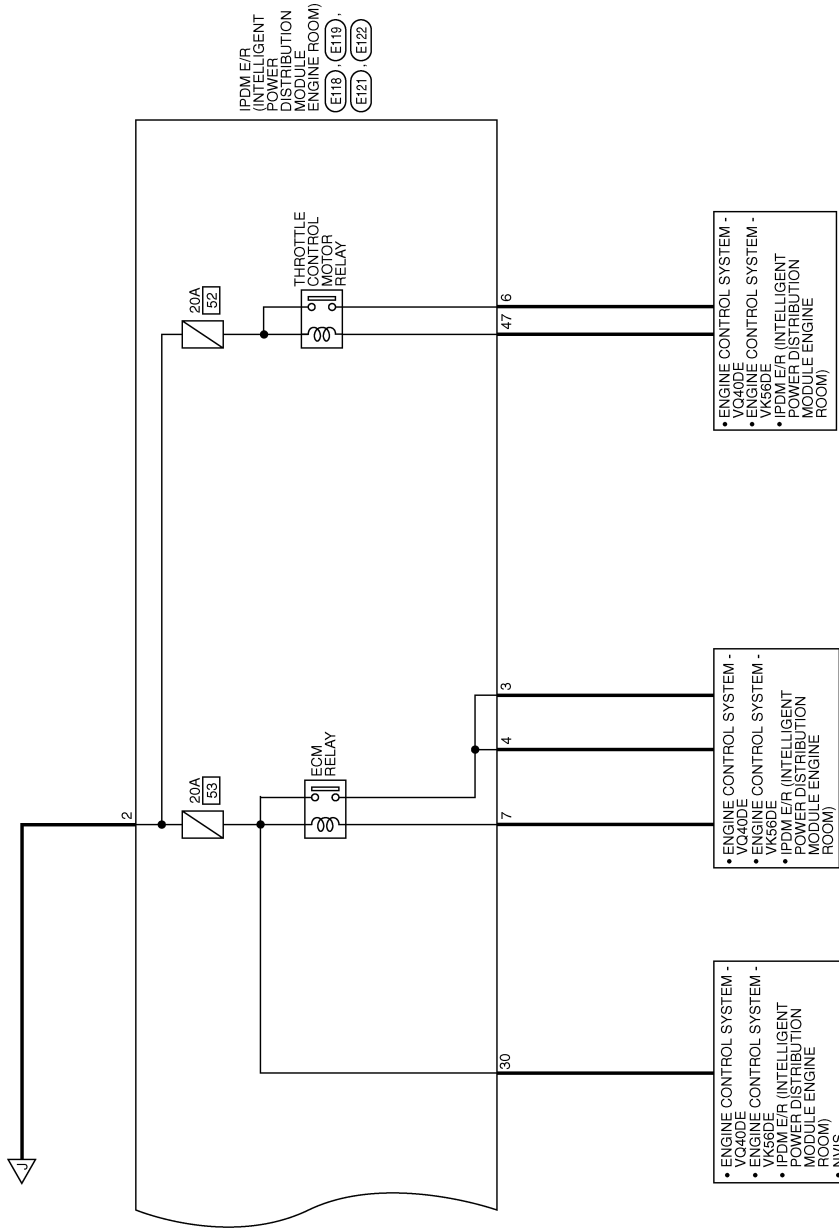 J
2
20A
53
20A
52
IPDM E/R
(INTELLIGENT
POWER
DISTRIBUTION
MODULE
ENGINE ROOM)
E118 , E119 ,
E121 , E122
ECM
RELAY
THROTTLE
CONTROL
MOTOR
RELAY
30
7
4
3
47
6
• ENGINE CONTROL SYSTEM -
VQ40DE
• ENGINE CONTROL SYSTEM -
VK56DE
• IPDM E/R (INTELLIGENT
POWER DISTRIBUTION
MODULE ENGINE
ROOM)
• NVIS
• ENGINE CONTROL SYSTEM -
VQ40DE
• ENGINE CONTROL SYSTEM -
VK56DE
• IPDM E/R (INTELLIGENT
POWER DISTRIBUTION
MODULE ENGINE
ROOM)
• ENGINE CONTROL SYSTEM -
VQ40DE
• ENGINE CONTROL SYSTEM -
VK56DE
• IPDM E/R (INTELLIGENT
POWER DISTRIBUTION
MODULE ENGINE
ROOM)